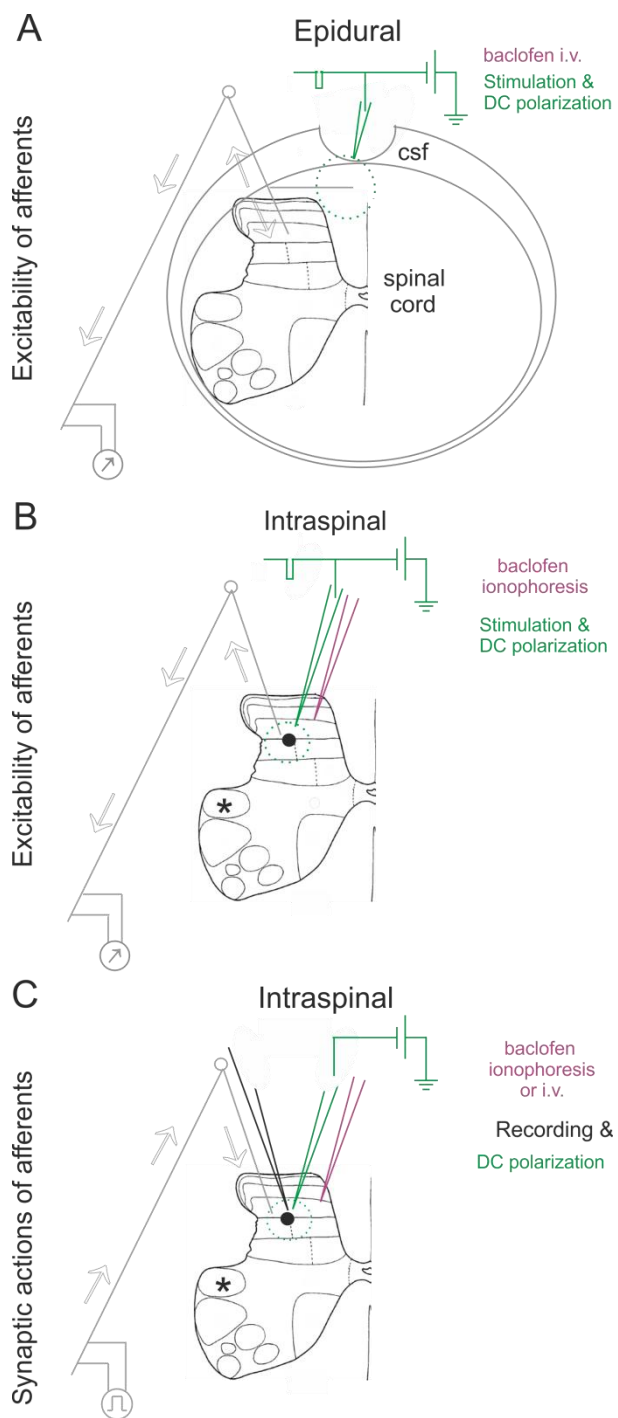 A
Epidural
baclofen i.v.
Stimulation &
DC polarization
Excitability of afferents
csf
spinal
cord
B
Intraspinal
baclofen
ionophoresis
Stimulation &
DC polarization
Excitability of afferents
*
C
Intraspinal
baclofen
ionophoresis
or i.v.
Recording &
DC polarization
Synaptic actions of afferents
*